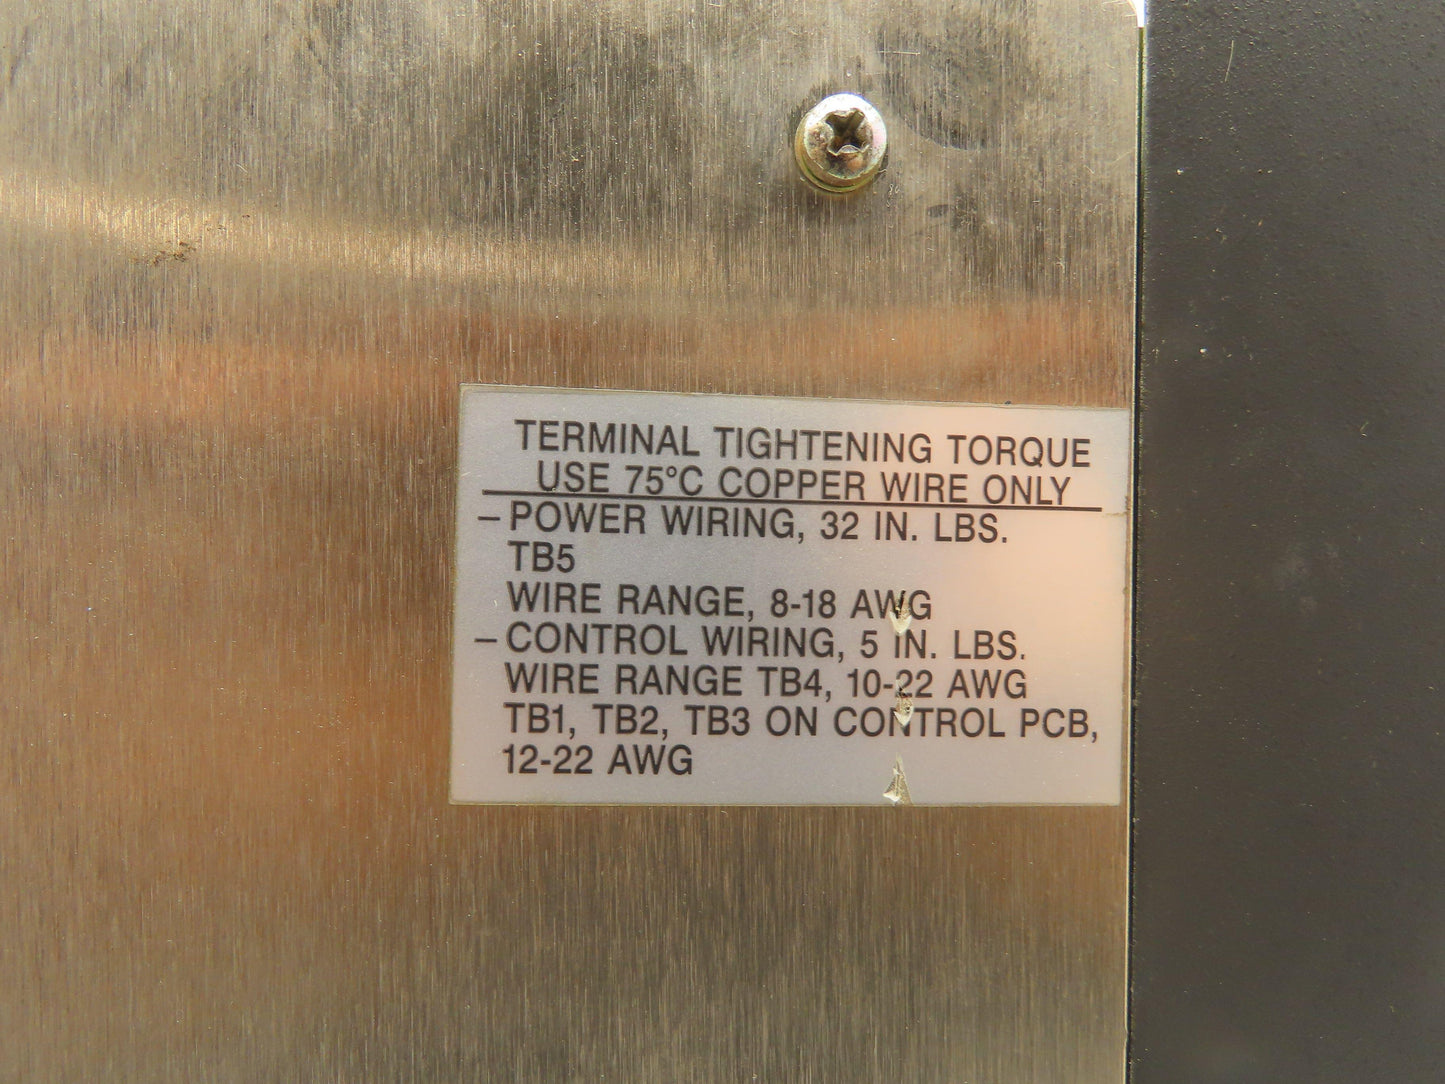 TERMINAL TIGHTENING TORQUE
USE 75°C COPPER WIRE ONLY
– POWER WIRING, 32 IN. LBS.
TB5
WIRE RANGE, 8-18 AWG
– CONTROL WIRING, 5 IN. LBS.
WIRE RANGE TB4, 10-22 AWG
TB1, TB2, TB3 ON CONTROL PCB,
12-22 AWG